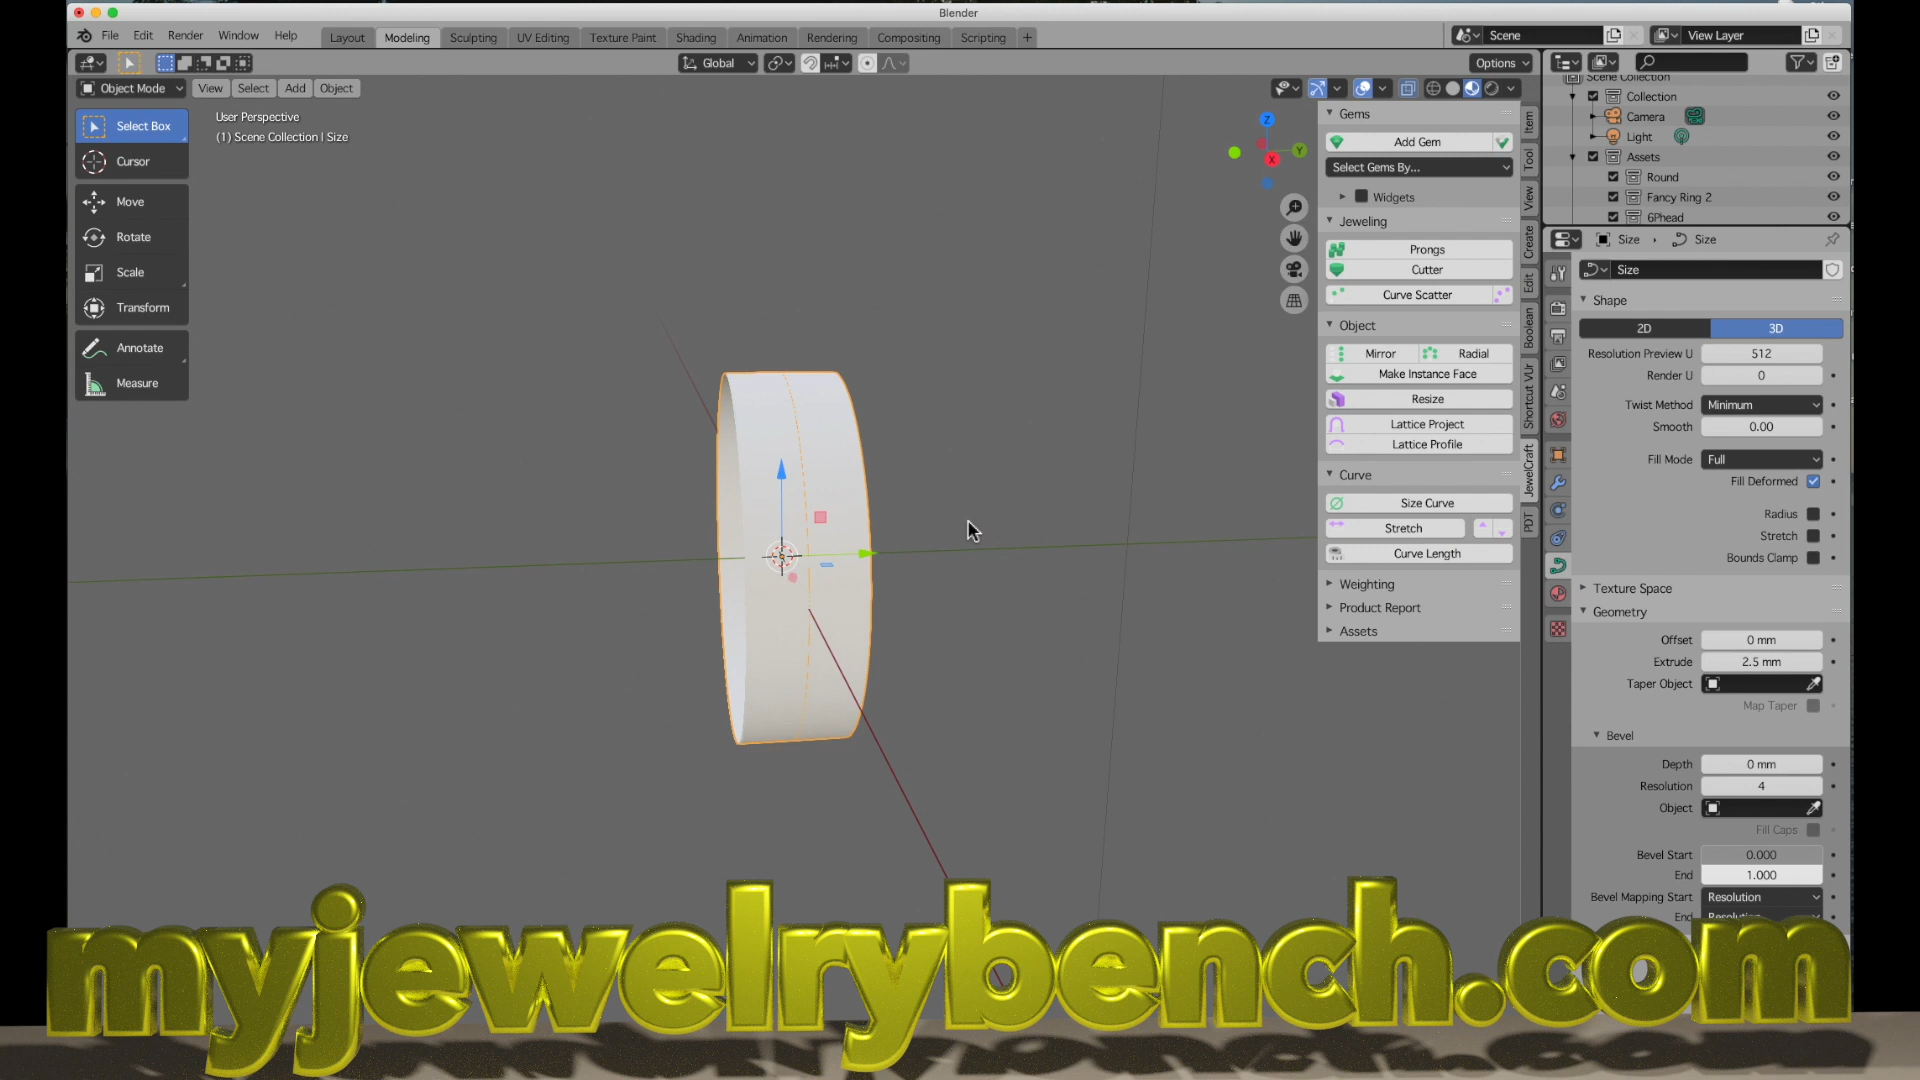 Blender
File Edit Render Window Help
Layout Modeling Sculpting UV Editing Texture Paint Shading Animation Rendering Compositing Scripting +
Scene
View Layer
Global
Options
Object Mode View Select Add Object
Select Box
Cursor
Move
Rotate
Scale
Transform
Annotate
Measure
User Perspective
(1) Scene Collection | Size
Z
Y
X
Gems
Add Gem
Select Gems By...
Widgets
Jeweling
Prongs
Cutter
Curve Scatter
Object
Mirror Radial
Make Instance Face
Resize
Lattice Project
Lattice Profile
Curve
Size Curve
Stretch
Curve Length
Weighting
Product Report
Assets
Item
Tool
View
Create
Edit
Boolean
Shortcut VUr
JewelCraft
PDT
Scene Collection
Collection
Camera
Light
Assets
Round
Fancy Ring 2
6Phead
Size › Size
Size
Shape
2D 3D
Resolution Preview U 512
Render U 0
Twist Method Minimum
Smooth 0.00
Fill Mode Full
Fill Deformed
Radius
Stretch
Bounds Clamp
Texture Space
Geometry
Offset 0 mm
Extrude 2.5 mm
Taper Object
Map Taper
Bevel
Depth 0 mm
Resolution 4
Object
Fill Caps
Bevel Start 0.000
End 1.000
Bevel Mapping Start Resolution
End Resolution
myjewelrybench.com